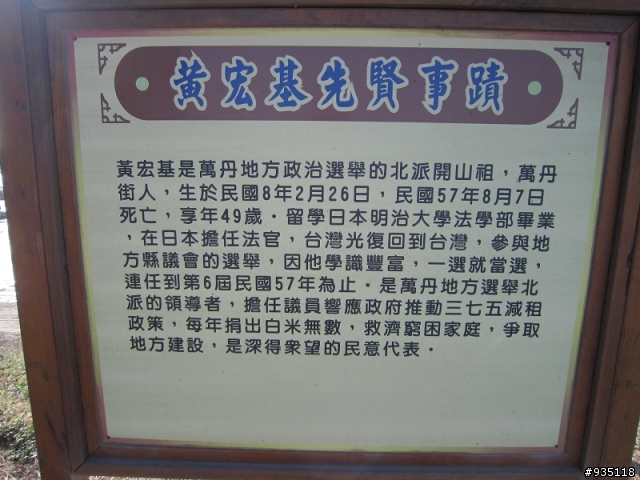 黃宏基先賢事蹟
黃宏基是萬丹地方政治選舉的北派開山祖，萬丹
街人，生於民國8年2月26日，民國57年8月7日
死亡，享年49歲．留學日本明治大學法學部畢業
，在日本擔任法官，台灣光復回到台灣，參與地
方縣議會的選舉，因他學識豐富，一選就當選，
連任到第6屆民國57年為止．是萬丹地方選舉北
派的領導者，擔任議員響應政府推動三七五減租
政策，每年捐出白米無數，救濟窮困家庭，爭取
地方建設，是深得衆望的民意代表．
#935118